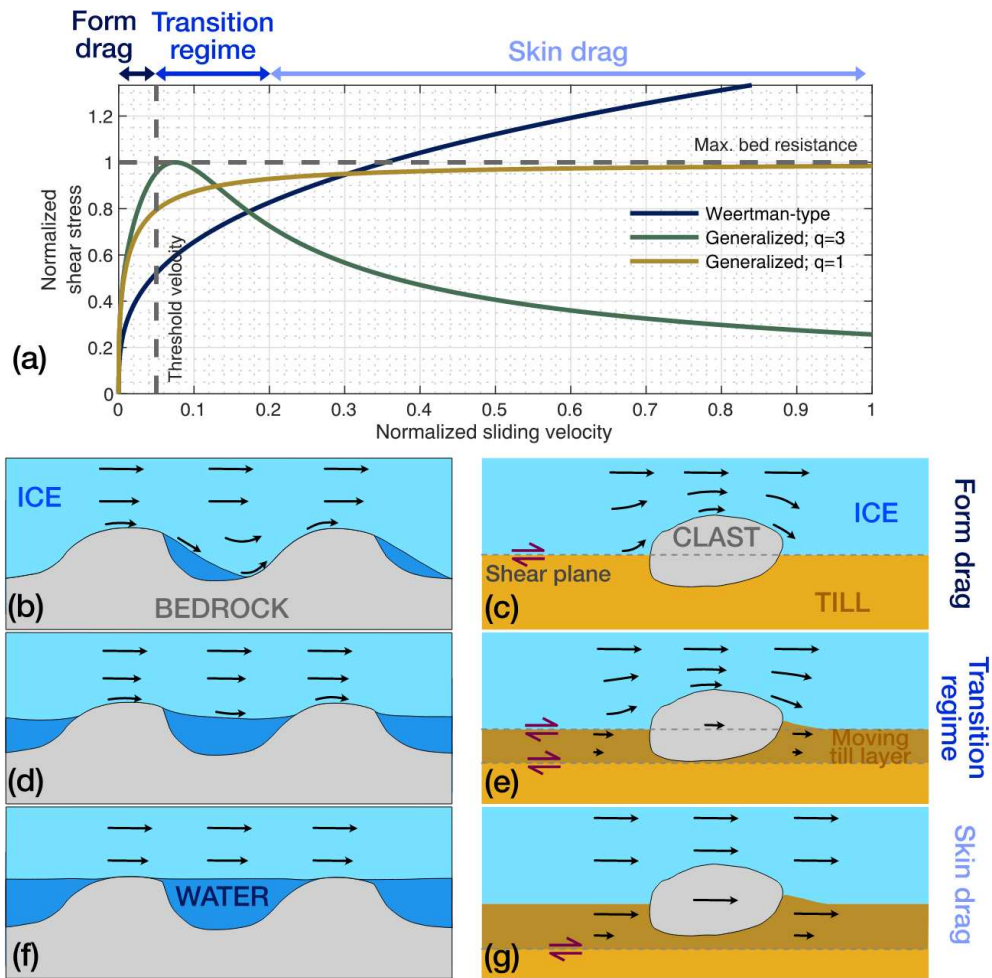 Form
drag
Transition
regime
Skin drag
(a)
Normalized
shear stress
1.2
1
0.8
0.6
0.4
0.2
0
Max. bed resistance
Weertman-type
Generalized; q=3
Generalized; q=1
Threshold velocity
0 0.1 0.2 0.3 0.4 0.5 0.6 0.7 0.8 0.9 1
Normalized sliding velocity
ICE
(b)
BEDROCK
ICE
CLAST
Shear plane
(c)
TILL
Form drag
(d)
Moving
till layer
(e)
Transition
regime
WATER
(f)
(g)
Skin drag